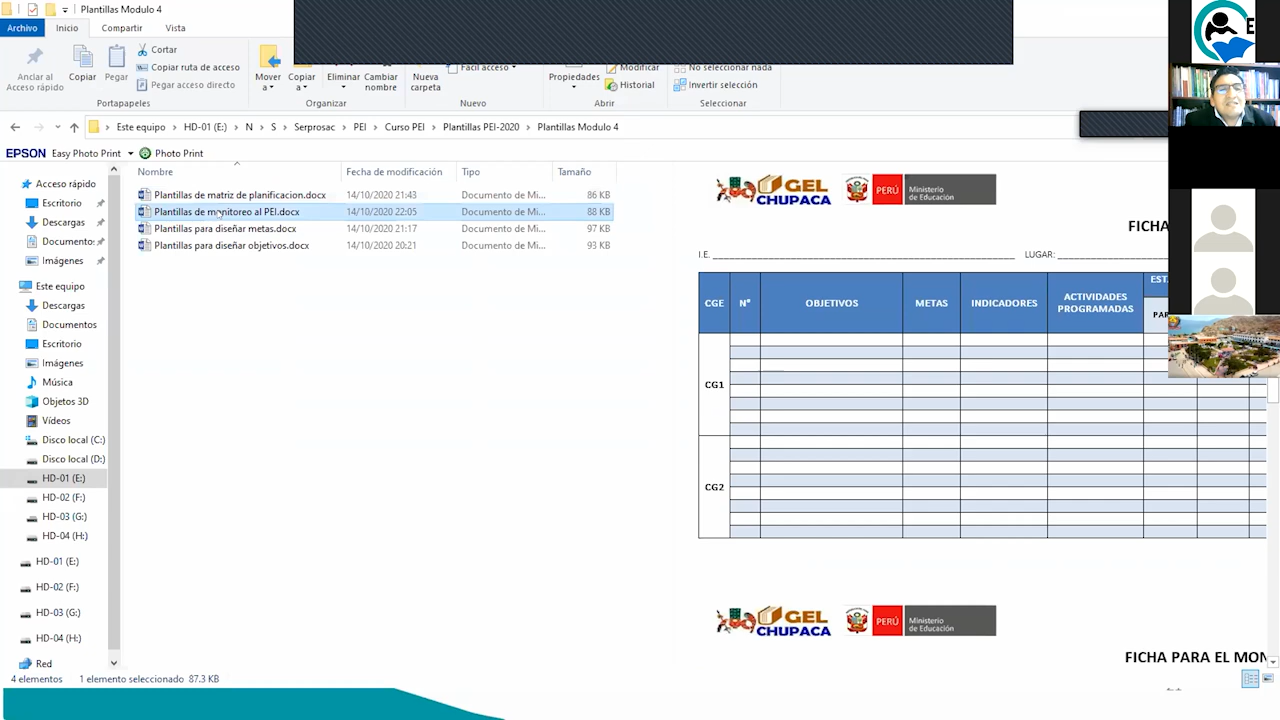 Plantillas Modulo 4
Archivo Inicio Compartir Vista
Anclar al Acceso rápido
Copiar
Pegar
Cortar
Copiar ruta de acceso
Pegar acceso directo
Mover a
Copiar a
Eliminar
Cambiar nombre
Nueva carpeta
Fácil acceso
Propiedades
Modificar
Historial
No seleccionar nada
Invertir selección
Portapapeles Organizar Nuevo Abrir Seleccionar
Este equipo HD-01 (E:) N S Serprosac PEI Curso PEI Plantillas PEI-2020 Plantillas Modulo 4
EPSON Easy Photo Print Photo Print
Nombre Fecha de modificación Tipo Tamaño
Plantillas de matriz de planificacion.docx 14/10/2020 21:43 Documento de Mi... 86 KB
Plantillas de monitoreo al PEI.docx 14/10/2020 22:05 Documento de Mi... 88 KB
Plantillas para diseñar metas.docx 14/10/2020 21:17 Documento de Mi... 97 KB
Plantillas para diseñar objetivos.docx 14/10/2020 20:21 Documento de Mi... 93 KB
Acceso rápido
Escritorio
Descargas
Documentos
Imágenes
Este equipo
Descargas
Documentos
Escritorio
Imágenes
Música
Objetos 3D
Vídeos
Disco local (C:)
Disco local (D:)
HD-01 (E:)
HD-02 (F:)
HD-03 (G:)
HD-04 (H:)
HD-01 (E:)
HD-02 (F:)
HD-03 (G:)
HD-04 (H:)
Red
4 elementos 1 elemento seleccionado 87.3 KB
GEL CHUPACA
PERÚ Ministerio de Educación
FICHA
I.E. LUGAR:
CGE N° OBJETIVOS METAS INDICADORES ACTIVIDADES PROGRAMADAS
CG1
CG2
GEL CHUPACA
PERÚ Ministerio de Educación
FICHA PARA EL MON
E